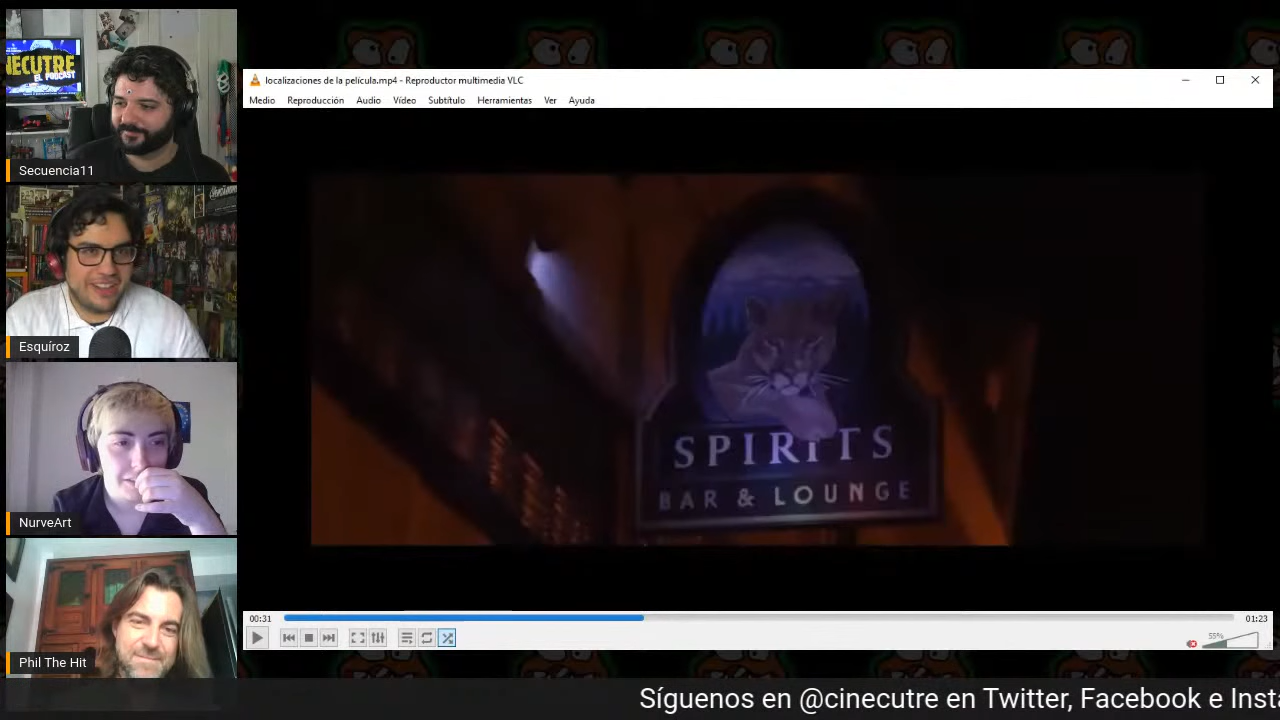 CINECUTRE
EL PODCAST
Secuencia11
Esquíroz
NurveArt
Phil The Hit
localizaciones de la película.mp4 - Reproductor multimedia VLC
Medio Reproducción Audio Vídeo Subtítulo Herramientas Ver Ayuda
SPIRITS
BAR & LOUNGE
00:31
01:23
55%
Síguenos en @cinecutre en Twitter, Facebook e Insta